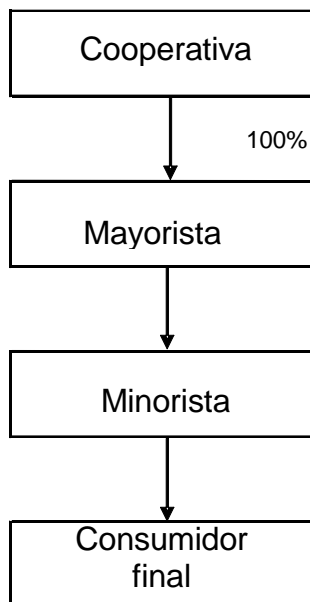 Cooperativa
100%
Mayorista
Minorista
Consumidor
final